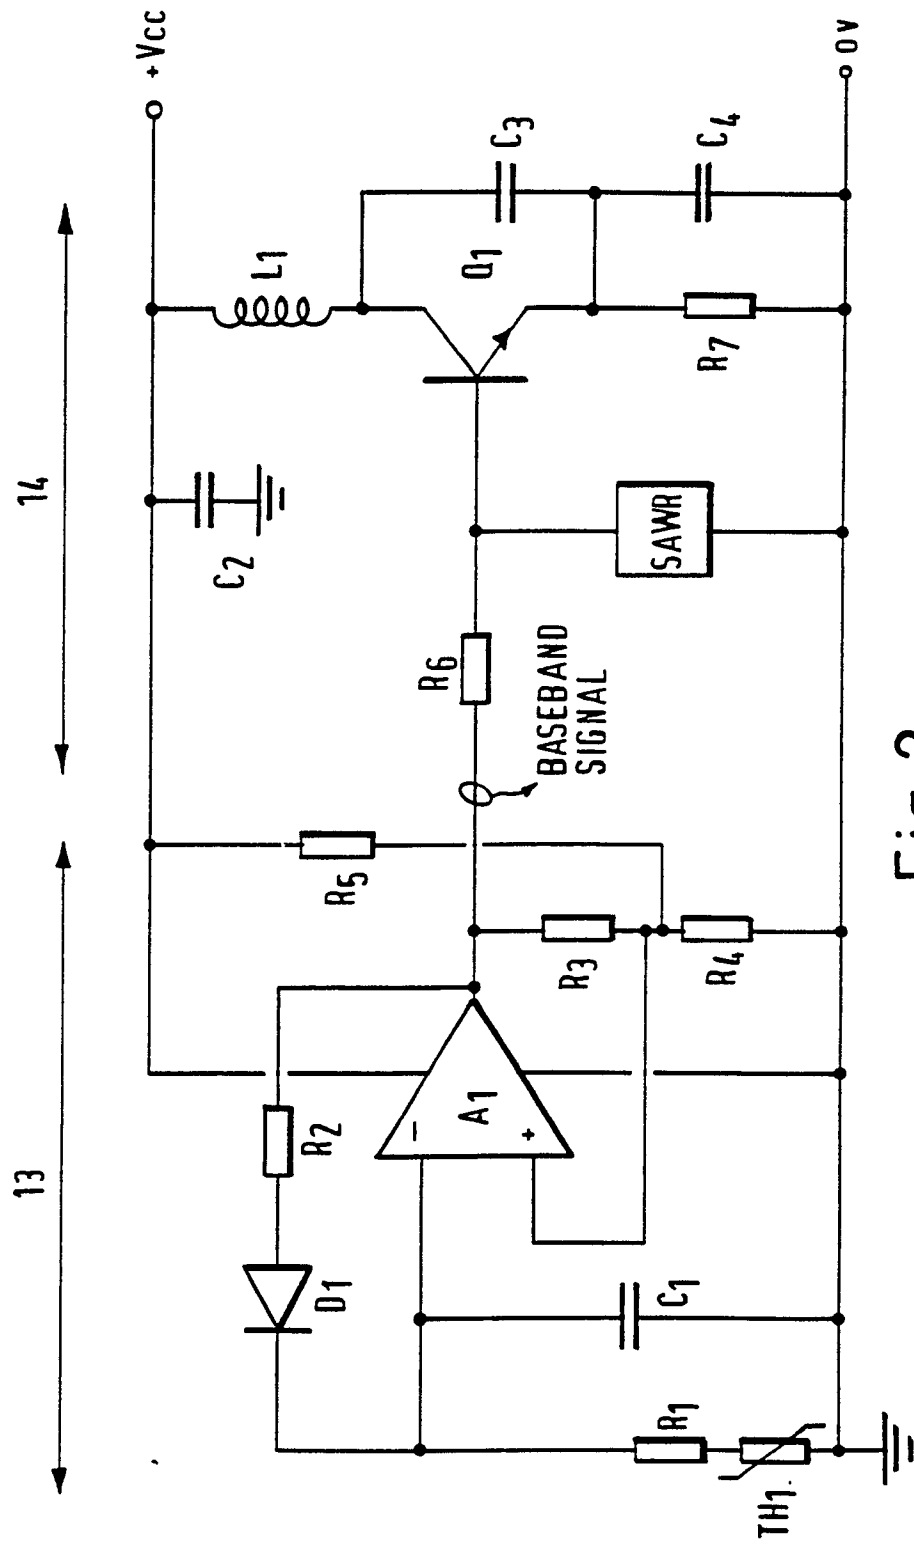 13
14
+VCC
R5
C2
L1
R2
D1
R6
Q1
C3
A1
−
+
BASEBAND
SIGNAL
R3
R4
C1
R1
TH1
SAWR
R7
C4
0V